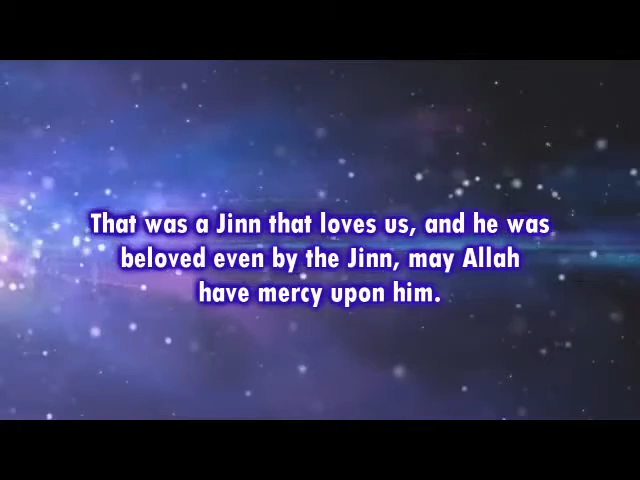 That was a Jinn that loves us, and he was
beloved even by the Jinn, may Allah
have mercy upon him.